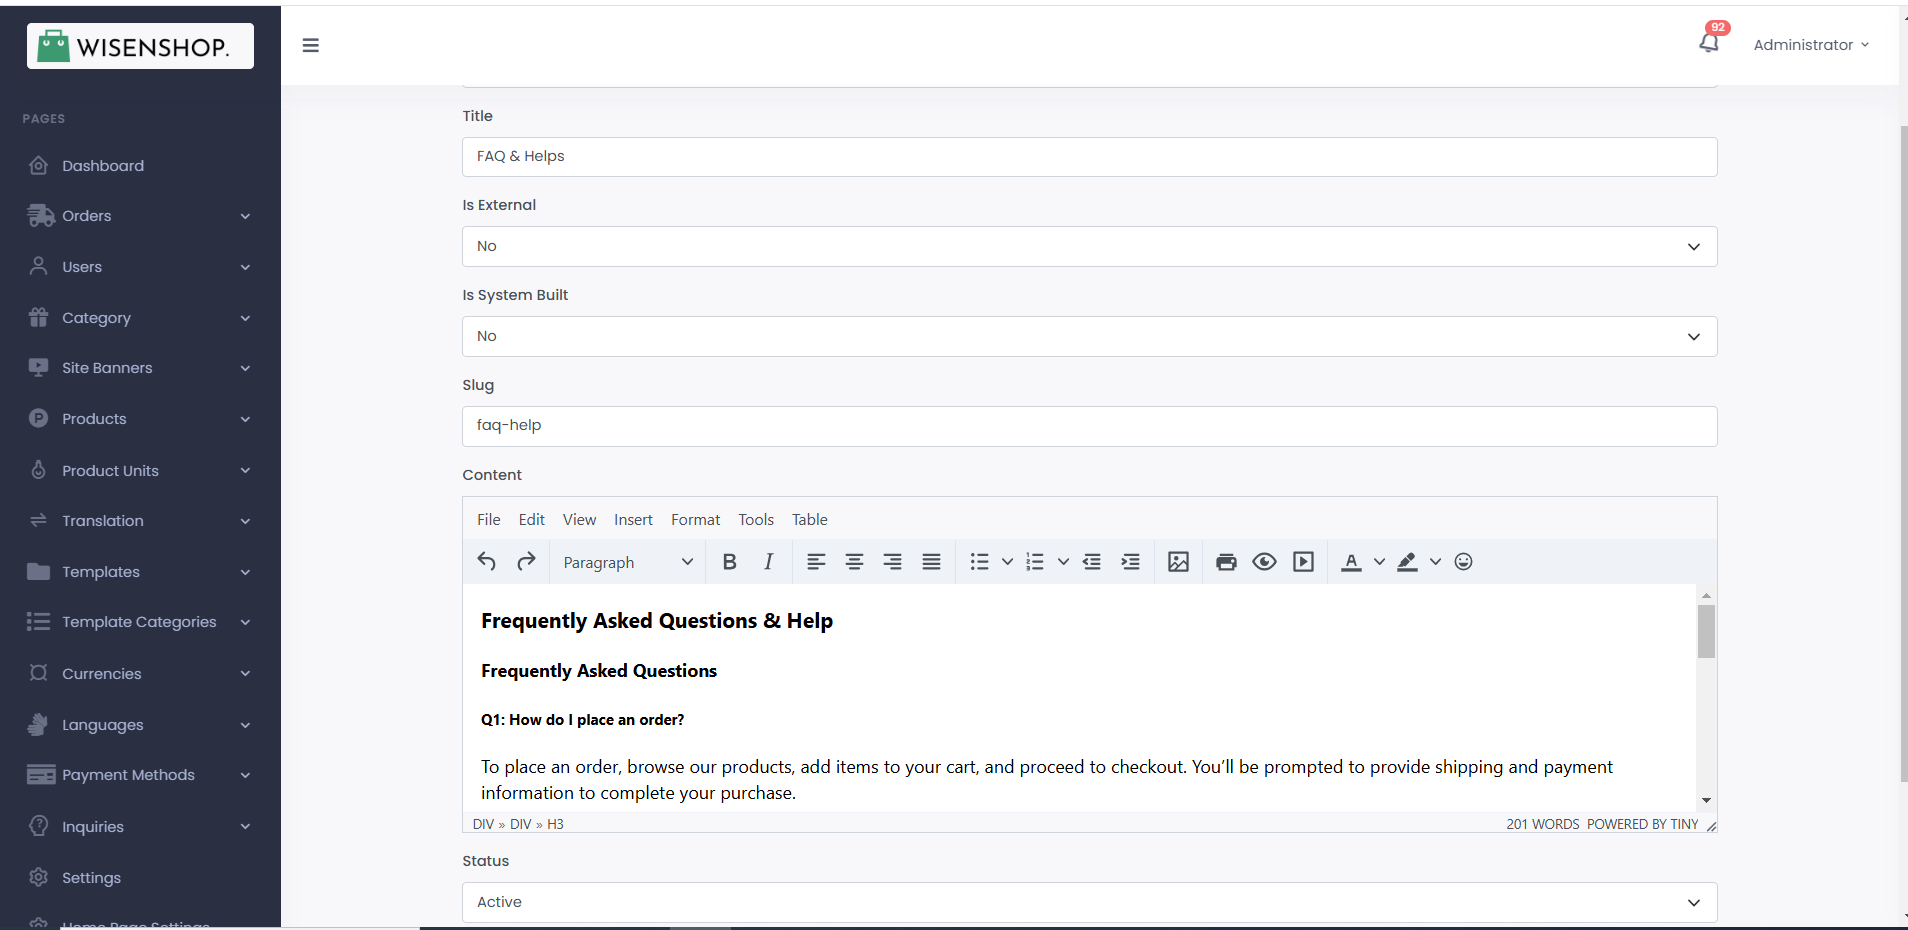 WISENSHOP.
92
Administrator
PAGES
Dashboard
Orders
Users
Category
Site Banners
Products
Product Units
Translation
Templates
Template Categories
Currencies
Languages
Payment Methods
Inquiries
Settings
Home Page Settings
Title
FAQ & Helps
Is External
No
Is System Built
No
Slug
faq-help
Content
File Edit View Insert Format Tools Table
Paragraph B I A
Frequently Asked Questions & Help
Frequently Asked Questions
Q1: How do I place an order?
To place an order, browse our products, add items to your cart, and proceed to checkout. You’ll be prompted to provide shipping and payment
information to complete your purchase.
DIV » DIV » H3 201 WORDS POWERED BY TINY
Status
Active